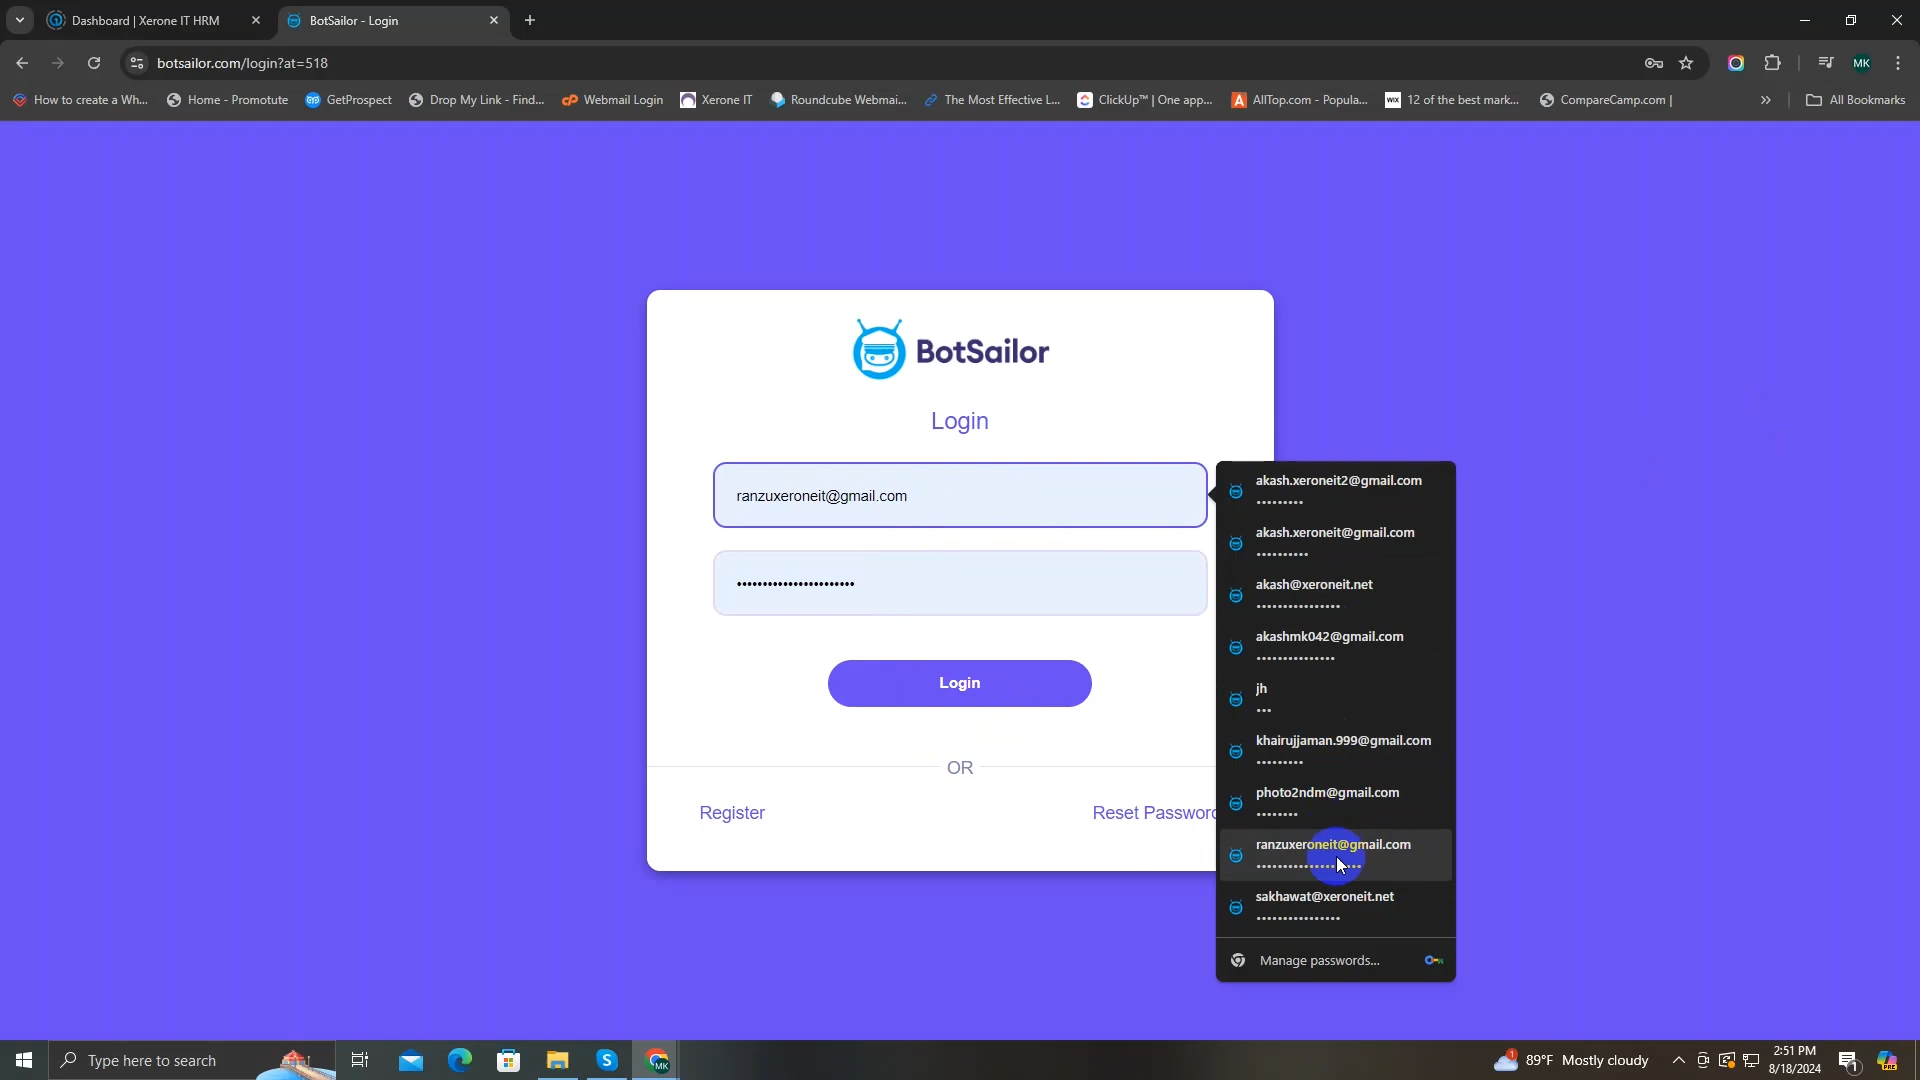 Dashboard | Xerone IT HRM
BotSailor - Login
botsailor.com/login?at=518
MK
How to create a Wh...
Home - Promotute
GetProspect
Drop My Link - Find...
Webmail Login
Xerone IT
Roundcube Webmai...
The Most Effective L...
ClickUp™ | One app...
AllTop.com - Popula...
12 of the best mark...
CompareCamp.com |
All Bookmarks
BotSailor
Login
ranzuxeroneit@gmail.com
•••••••••••••••••••••••
Login
OR
Register
Reset Password
akash.xeroneit2@gmail.com
•••••••••
akash.xeroneit@gmail.com
••••••••••
akash@xeroneit.net
••••••••••••••••
akashmk042@gmail.com
•••••••••••••••
jh
•••
khairujjaman.999@gmail.com
•••••••••
photo2ndm@gmail.com
••••••••
ranzuxeroneit@gmail.com
sakhawat@xeroneit.net
••••••••••••••••
Manage passwords...
Type here to search
89°F Mostly cloudy
2:51 PM
8/18/2024